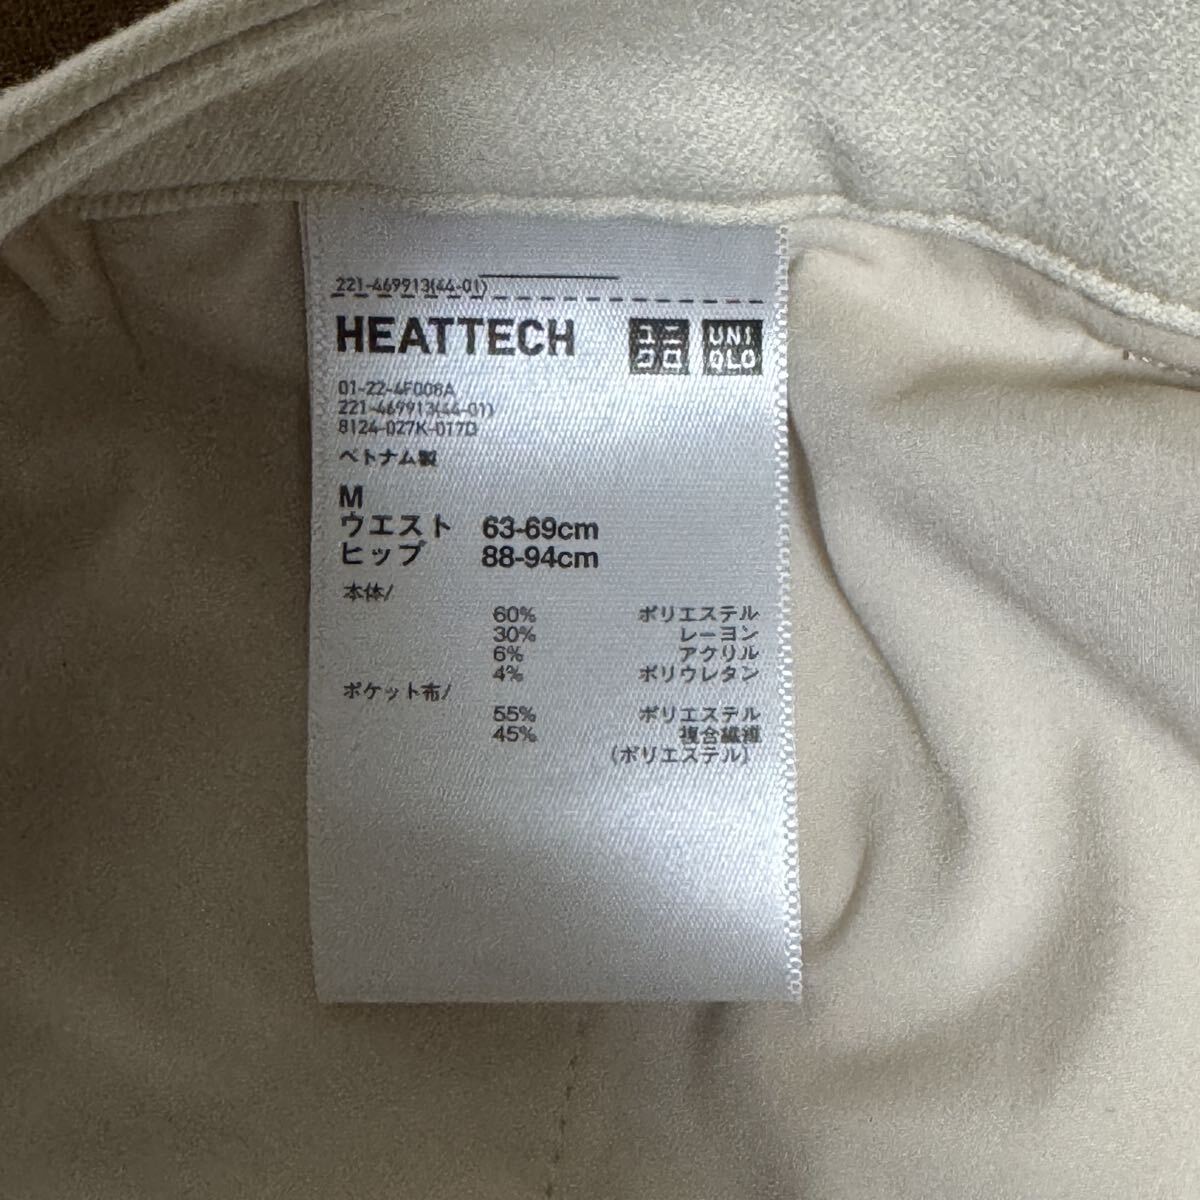 221-469913(44-01)
HEATTECH ユニクロ UNIQLO
01-22-4F008A
221-469913(44-01)
8124-027K-017D
ベトナム製
M
ウエスト 63-69cm
ヒップ 88-94cm
本体/
60% ポリエステル
30% レーヨン
6% アクリル
4% ポリウレタン
ポケット布/
55% ポリエステル
45% 複合繊維
(ポリエステル)